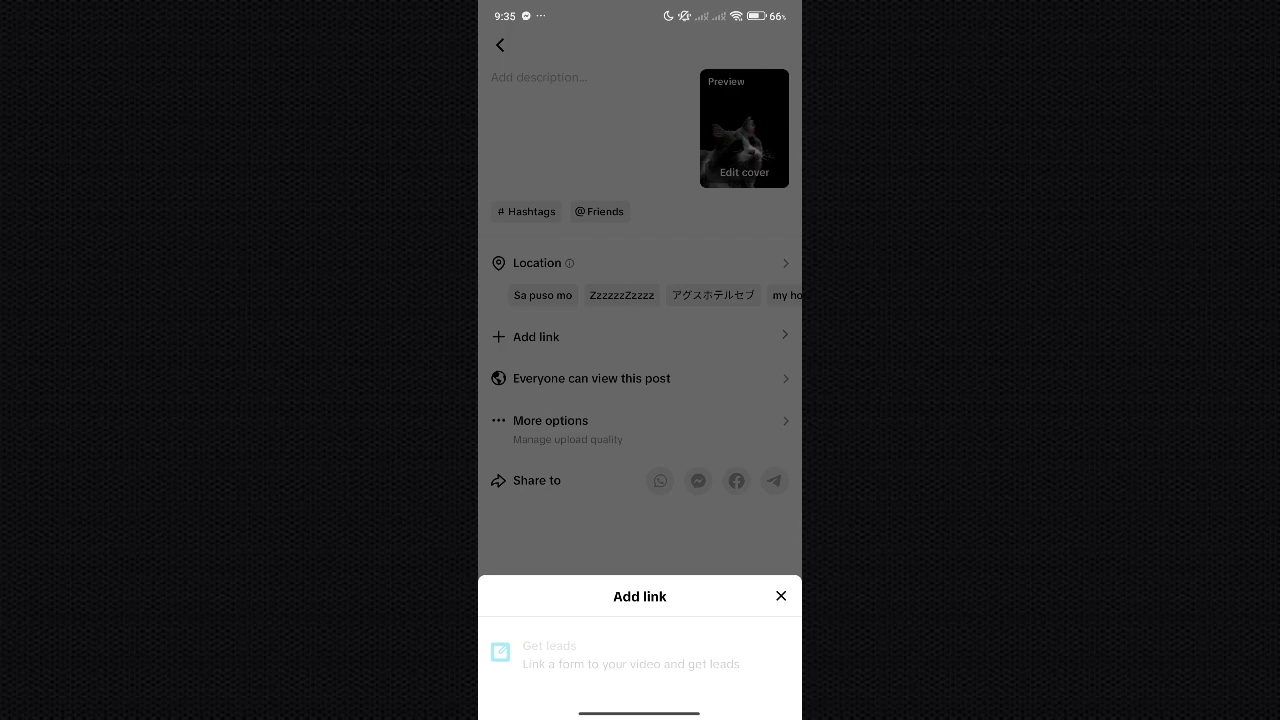 9:35
66%
Add description...
Preview
Edit cover
# Hashtags
@ Friends
Location
Sa puso mo
ZzzzzzZzzzz
アグスホテルセブ
my ho
Add link
Everyone can view this post
More options
Manage upload quality
Share to
Add link
Get leads
Link a form to your video and get leads